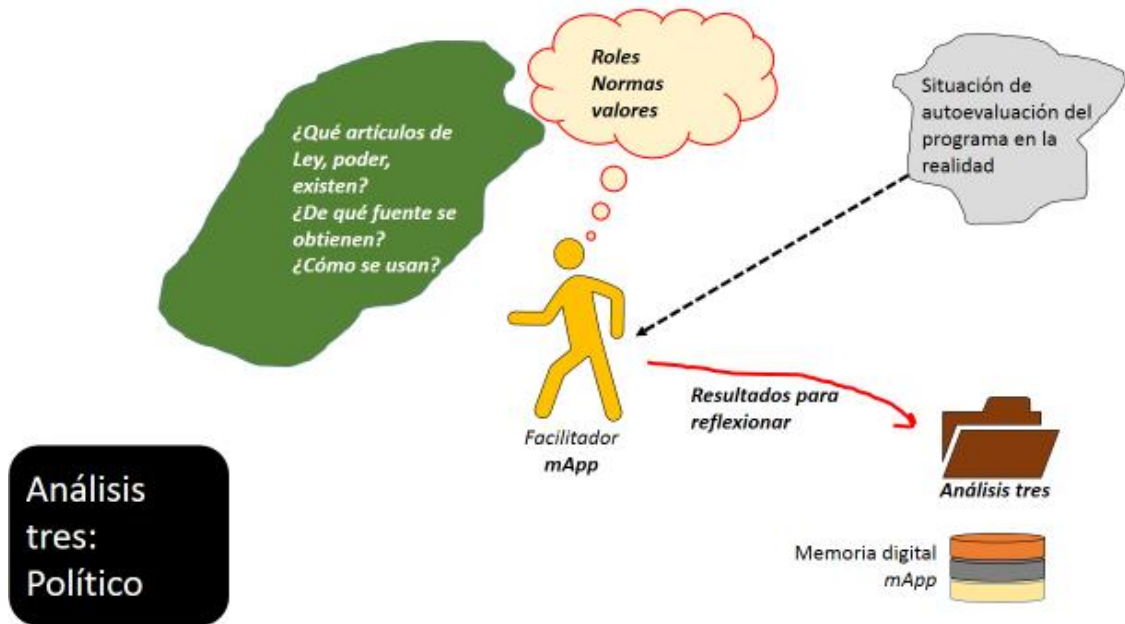 Roles
Normas
valores
¿Qué artículos de
Ley, poder,
existen?
¿De qué fuente se
obtienen?
¿Cómo se usan?
Situación de
autoevaluación del
programa en la
realidad
Resultados para
reflexionar
Facilitador
mApp
Análisis tres
Análisis
tres:
Político
Memoria digital
mApp